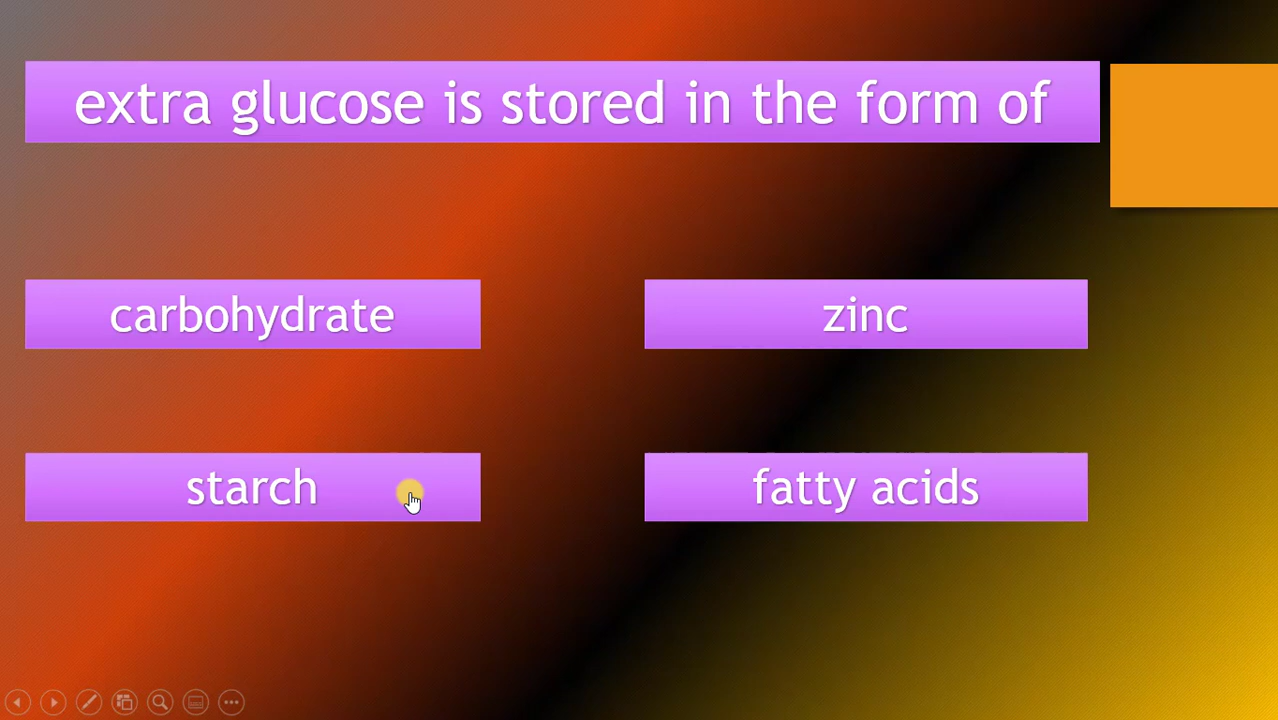 extra glucose is stored in the form of
carbohydrate
zinc
starch
fatty acids